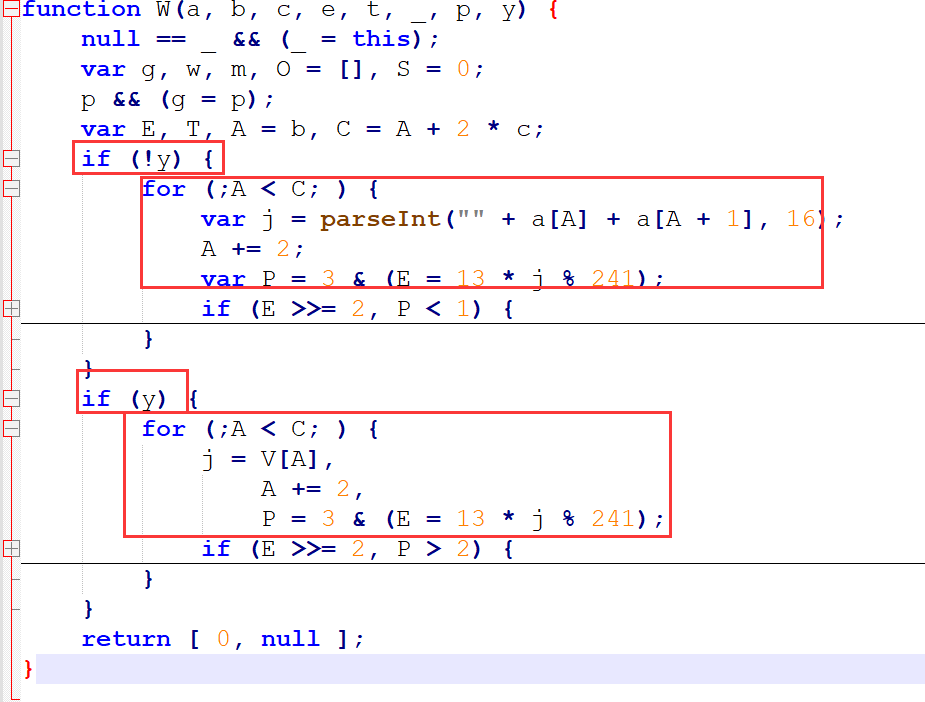 function W(a, b, c, e, t, _, p, y) {
null == _ && (_ = this);
var g, w, m, O = [], S = 0;
p && (g = p);
var E, T, A = b, C = A + 2 * c;
if (!y) {
for (;A < C; ) {
var j = parseInt("" + a[A] + a[A + 1], 16);
A += 2;
var P = 3 & (E = 13 * j % 241);
if (E >>= 2, P < 1) {
}
}
if (y) {
for (;A < C; ) {
j = V[A],
A += 2,
P = 3 & (E = 13 * j % 241);
if (E >>= 2, P > 2) {
}
}
return [ 0, null ];
}